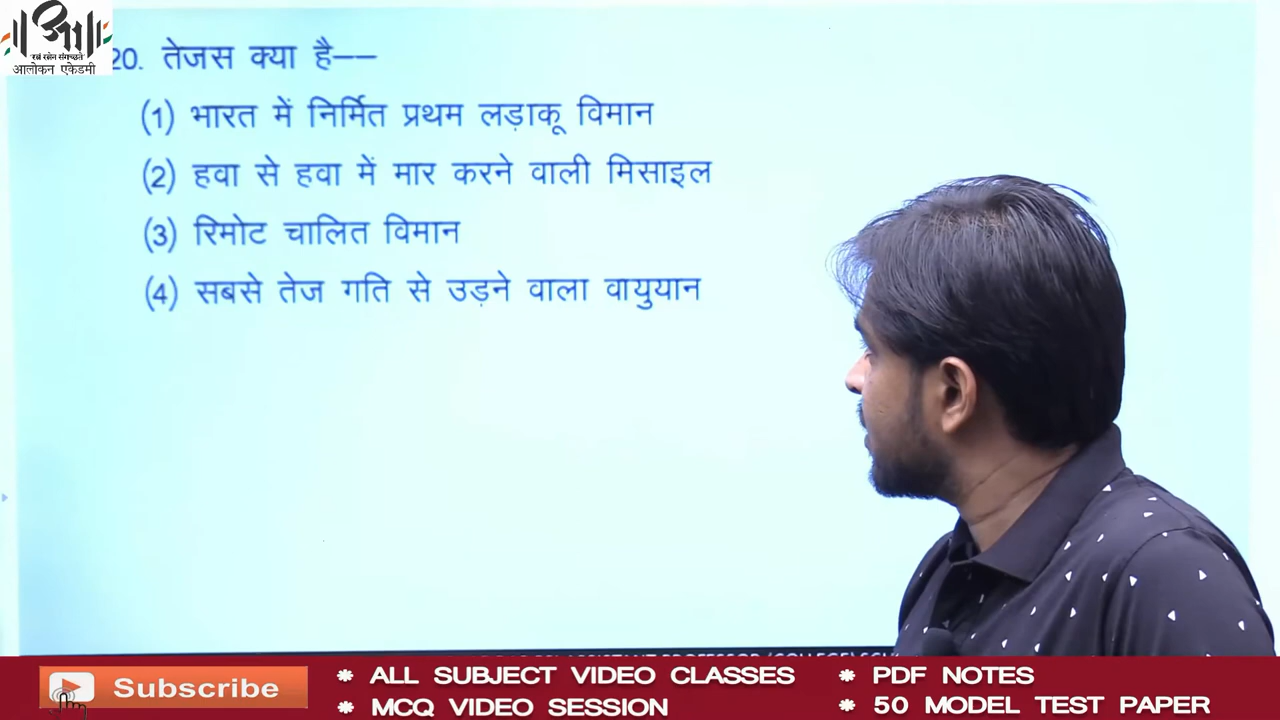 आलोकन एकेडमी
20. तेजस क्या है——
(1) भारत में निर्मित प्रथम लड़ाकू विमान
(2) हवा से हवा में मार करने वाली मिसाइल
(3) रिमोट चालित विमान
(4) सबसे तेज गति से उड़ने वाला वायुयान
Subscribe
* ALL SUBJECT VIDEO CLASSES
* PDF NOTES
* MCQ VIDEO SESSION
* 50 MODEL TEST PAPER